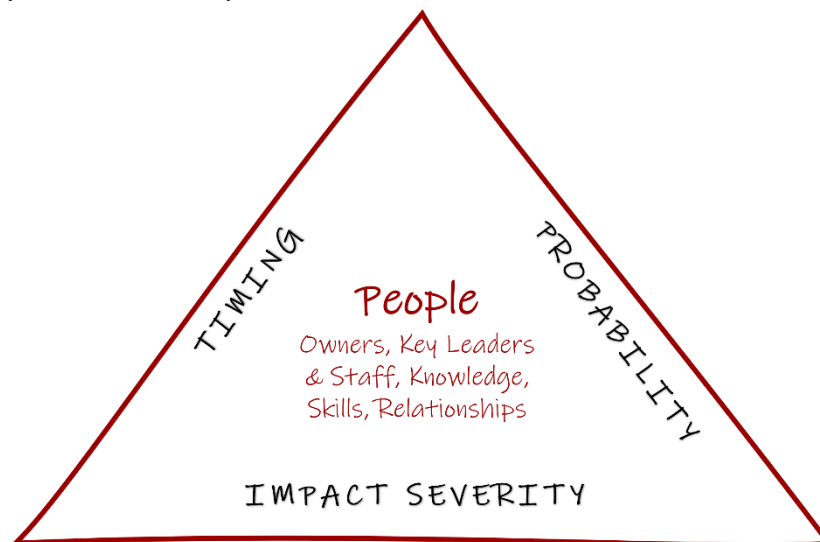 TIMING
PROBABILITY
People
Owners, Key Leaders
& Staff, Knowledge,
Skills, Relationships
IMPACT SEVERITY